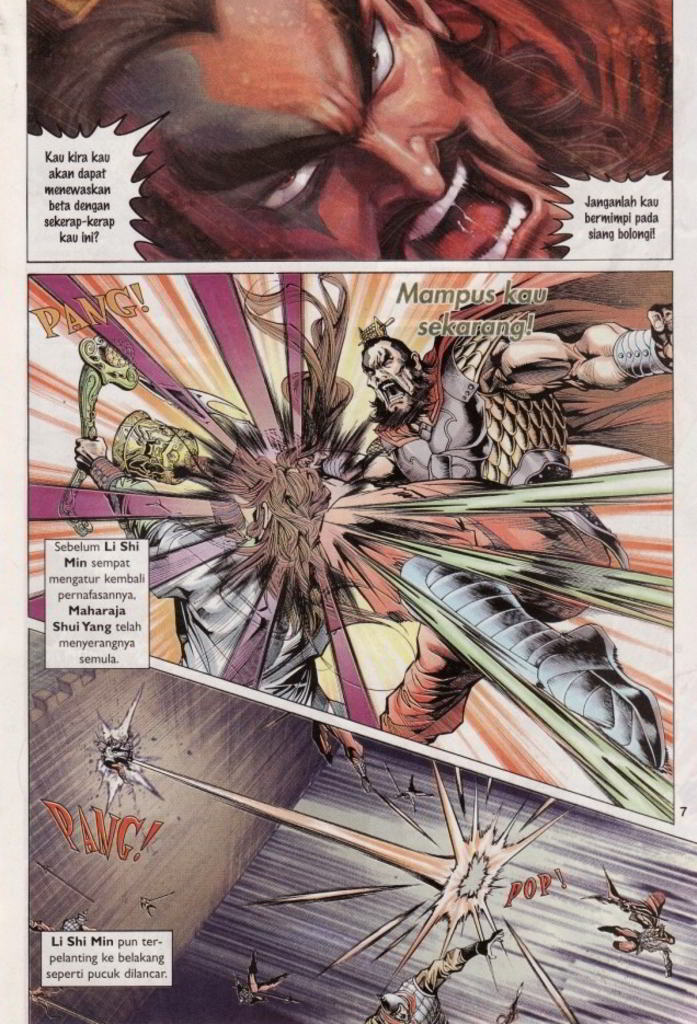 Kau kira kau
akan dapat
menewaskan
beta dengan
sekerap-kerap
kau ini?
Janganlah kau
bermimpi pada
siang bolongi!
PANG!
Mampus kau
sekarang!
Sebelum Li Shi
Min sempat
mengatur kembali
pernafasannya,
Maharaja
Shui Yang telah
menyerangnya
semula.
7
PANG!
POP!
Li Shi Min pun ter-
pelanting ke belakang
seperti pucuk dilancar.